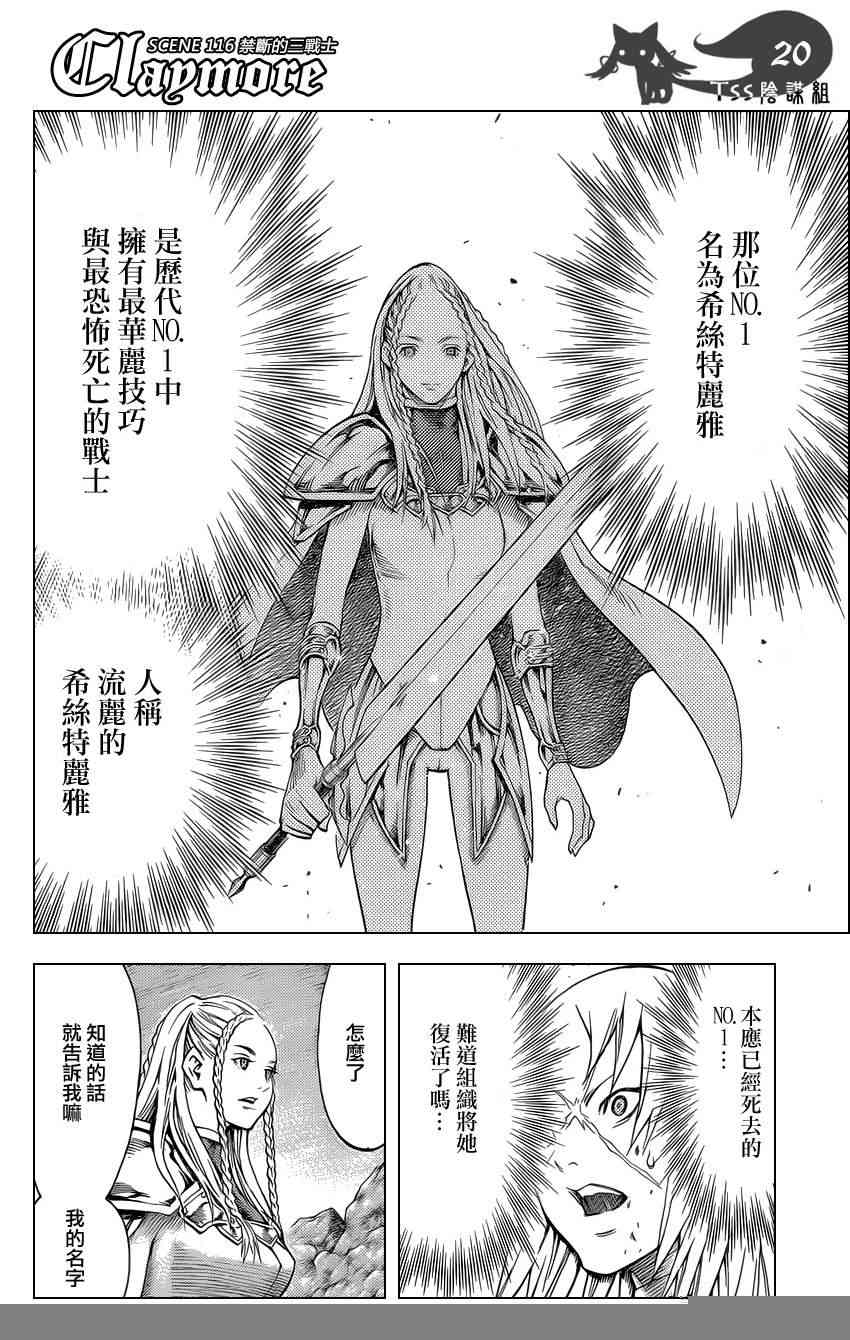 SCENE 116 禁斷的三戰士
Claymore
20
Tss陰謀組
那位NO.1
名為希絲特麗雅
是歷代NO.1中
擁有最華麗技巧
與最恐怖死亡的戰士
人稱
流麗的
希絲特麗雅
本應已經死去的
NO.1…
難道組織將她
復活了嗎…
怎麼了
知道的話
就告訴我嘛
我的名字